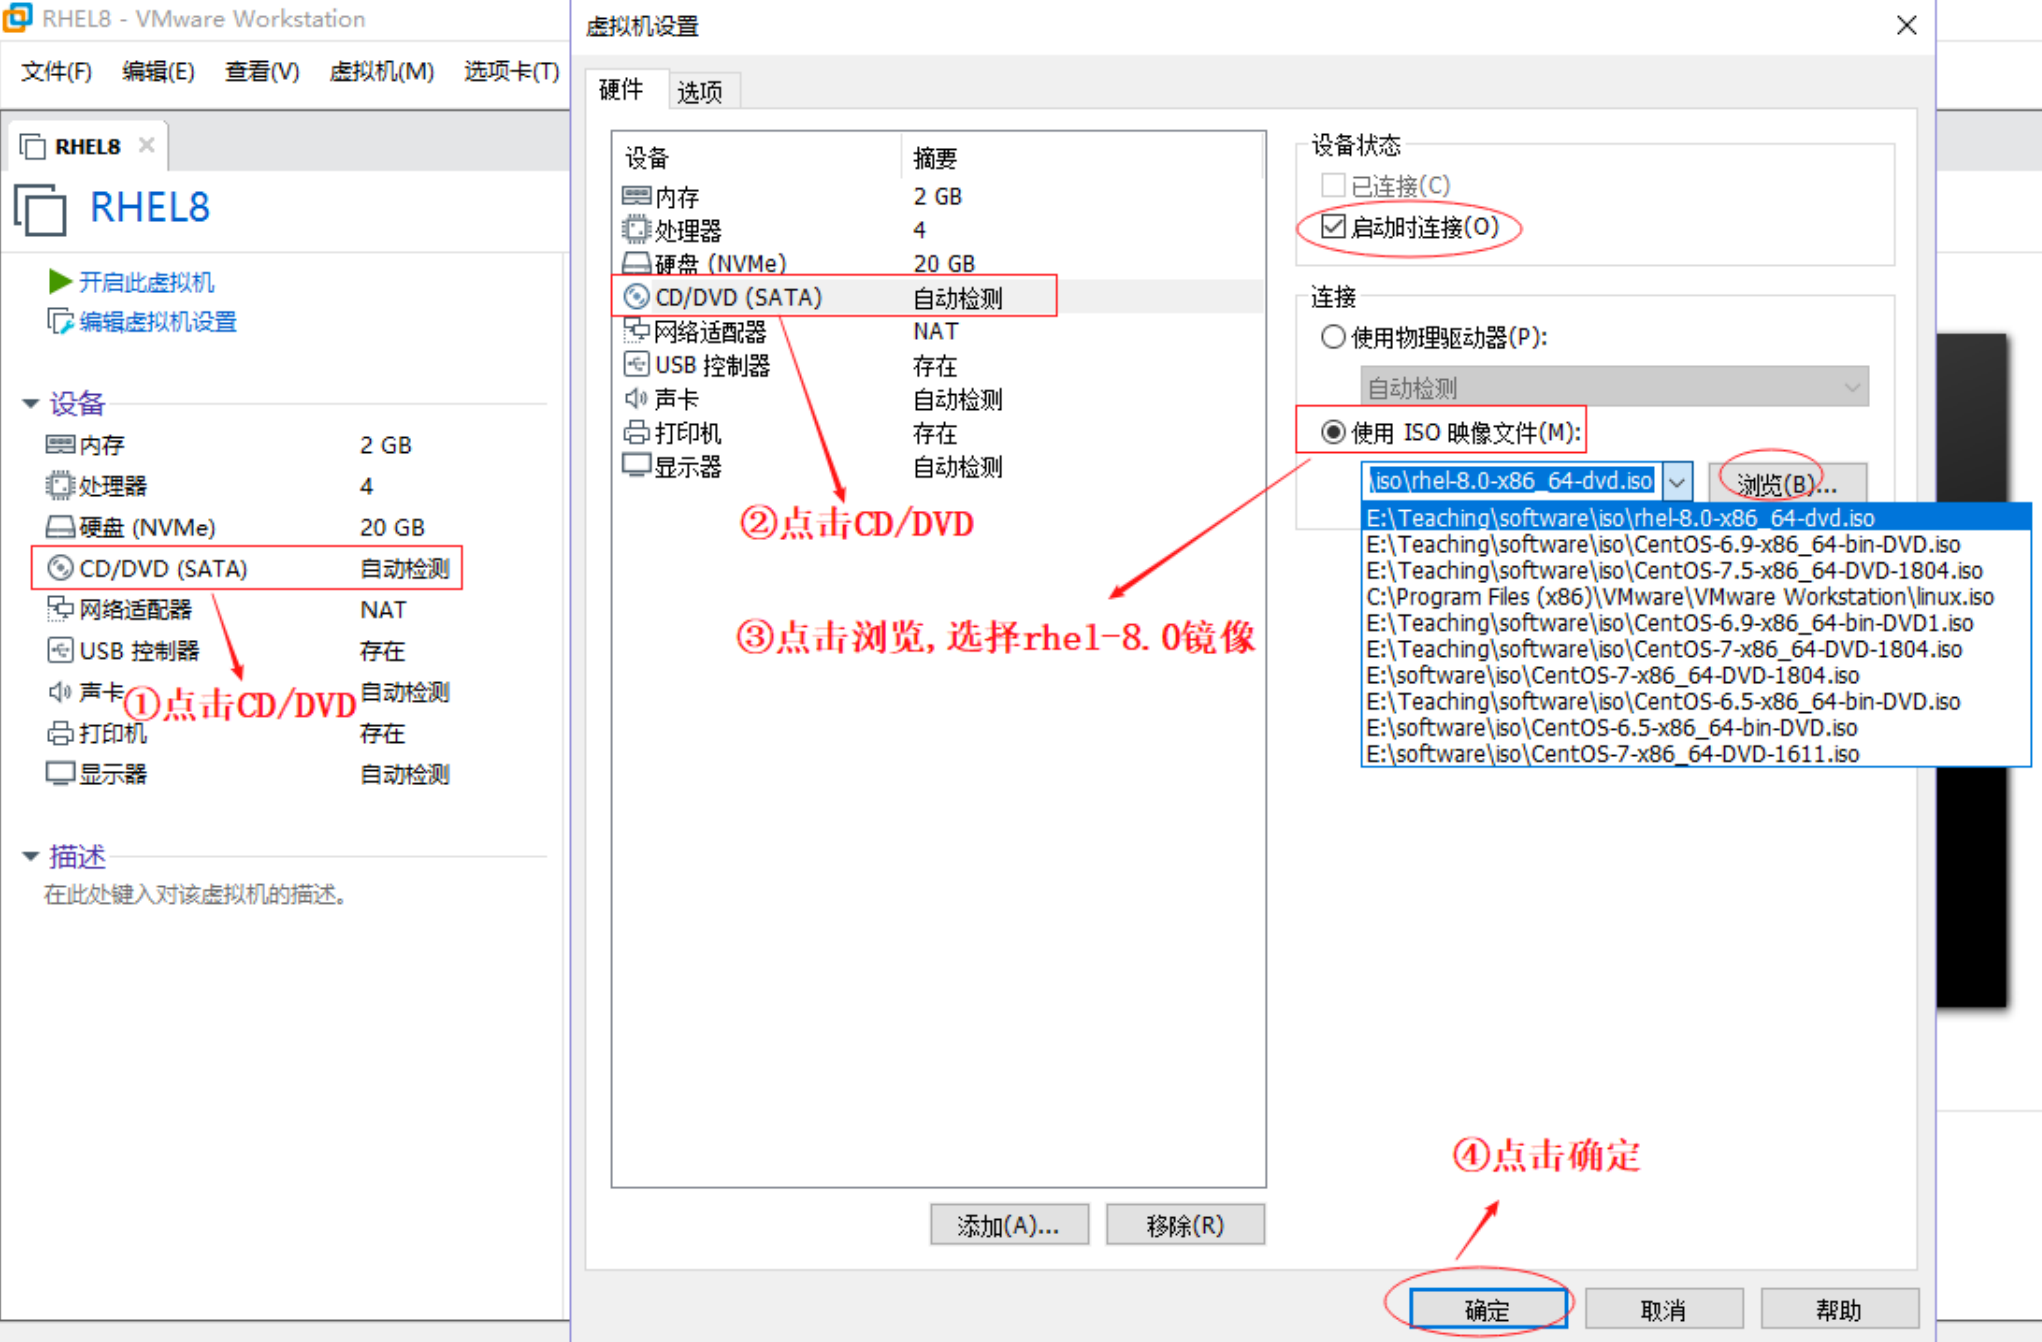 RHEL8 - VMware Workstation
文件(F) 编辑(E) 查看(V) 虚拟机(M) 选项卡(T)
RHEL8
RHEL8
开启此虚拟机
编辑虚拟机设置
设备
内存 2 GB
处理器 4
硬盘 (NVMe) 20 GB
CD/DVD (SATA) 自动检测
网络适配器 NAT
USB 控制器 存在
声卡 自动检测
①点击CD/DVD
打印机 存在
显示器 自动检测
描述
在此处键入对该虚拟机的描述。
虚拟机设置
硬件 选项
设备 摘要
内存 2 GB
处理器 4
硬盘 (NVMe) 20 GB
CD/DVD (SATA) 自动检测
网络适配器 NAT
USB 控制器 存在
声卡 自动检测
打印机 存在
显示器 自动检测
②点击CD/DVD
③点击浏览,选择rhel-8.0镜像
添加(A)... 移除(R)
设备状态
已连接(C)
启动时连接(O)
连接
使用物理驱动器(P):
自动检测
使用 ISO 映像文件(M):
\iso\rhel-8.0-x86_64-dvd.iso 浏览(B)...
E:\Teaching\software\iso\rhel-8.0-x86_64-dvd.iso
E:\Teaching\software\iso\CentOS-6.9-x86_64-bin-DVD.iso
E:\Teaching\software\iso\CentOS-7.5-x86_64-DVD-1804.iso
C:\Program Files (x86)\VMware\VMware Workstation\linux.iso
E:\Teaching\software\iso\CentOS-6.9-x86_64-bin-DVD1.iso
E:\Teaching\software\iso\CentOS-7-x86_64-DVD-1804.iso
E:\software\iso\CentOS-7-x86_64-DVD-1804.iso
E:\Teaching\software\iso\CentOS-6.5-x86_64-bin-DVD.iso
E:\software\iso\CentOS-6.5-x86_64-bin-DVD.iso
E:\software\iso\CentOS-7-x86_64-DVD-1611.iso
④点击确定
确定 取消 帮助